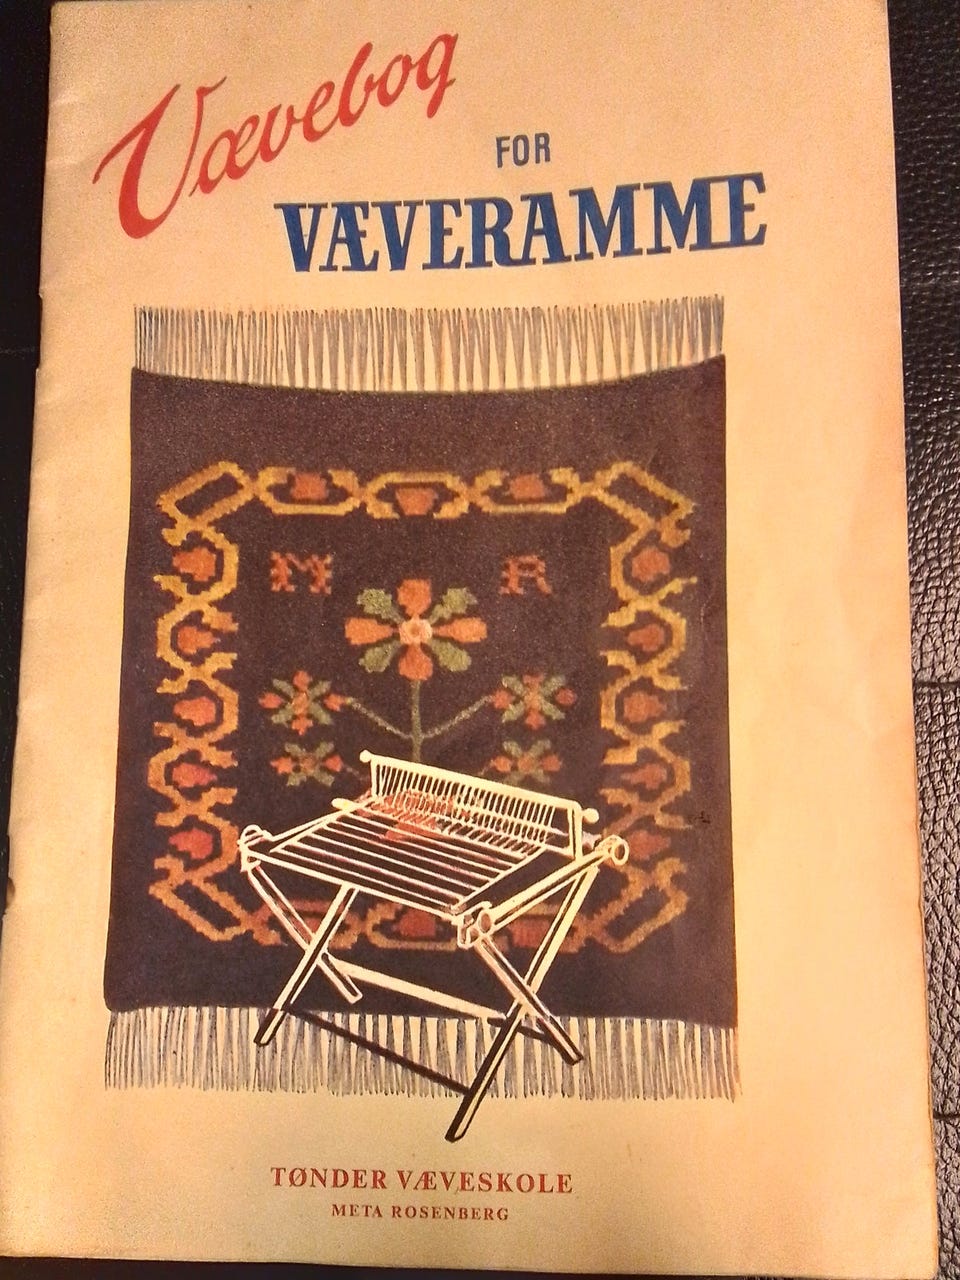 Vævebog
FOR
VÆVERAMME
M R
TØNDER VÆVESKOLE
META ROSENBERG